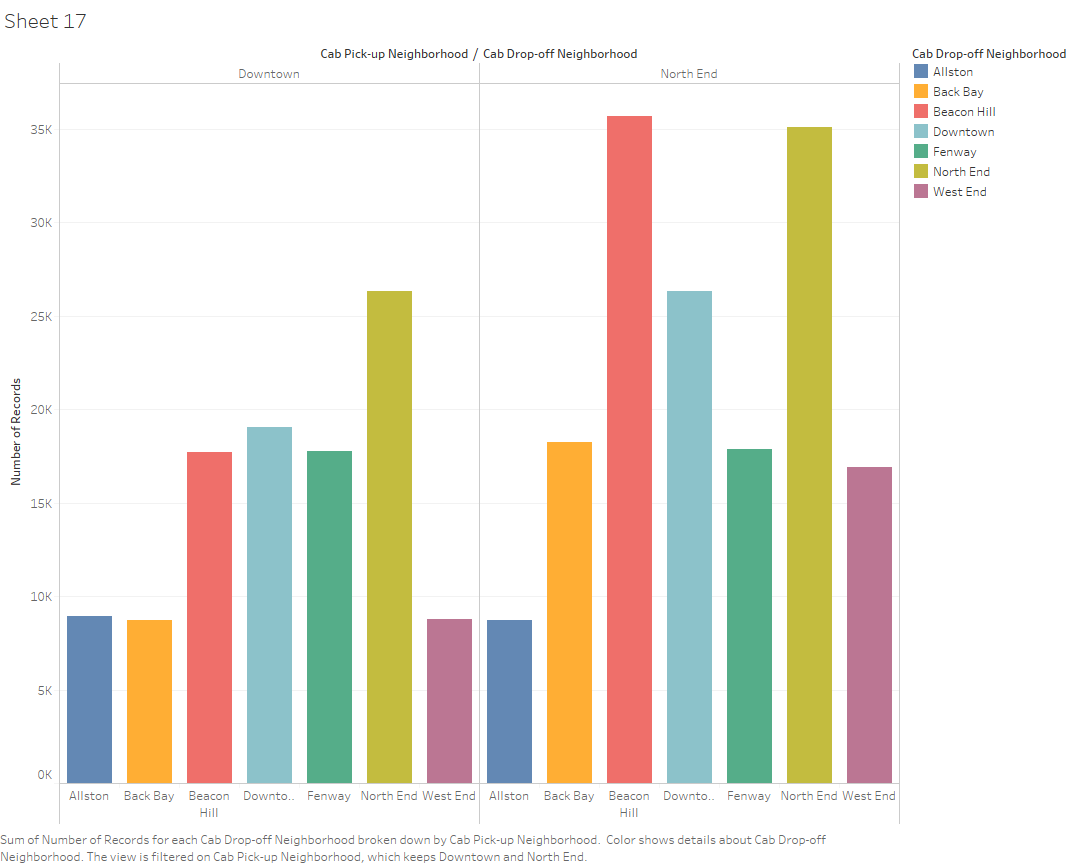 Sheet 17
Cab Pick-up Neighborhood / Cab Drop-off Neighborhood
Downtown
North End
Cab Drop-off Neighborhood
Allston
Back Bay
Beacon Hill
Downtown
Fenway
North End
West End
35K
30K
25K
20K
15K
10K
5K
0K
Number of Records
Allston Back Bay Beacon Hill Downto.. Fenway North End West End
Allston Back Bay Beacon Hill Downto.. Fenway North End West End
Sum of Number of Records for each Cab Drop-off Neighborhood broken down by Cab Pick-up Neighborhood. Color shows details about Cab Drop-off
Neighborhood. The view is filtered on Cab Pick-up Neighborhood, which keeps Downtown and North End.